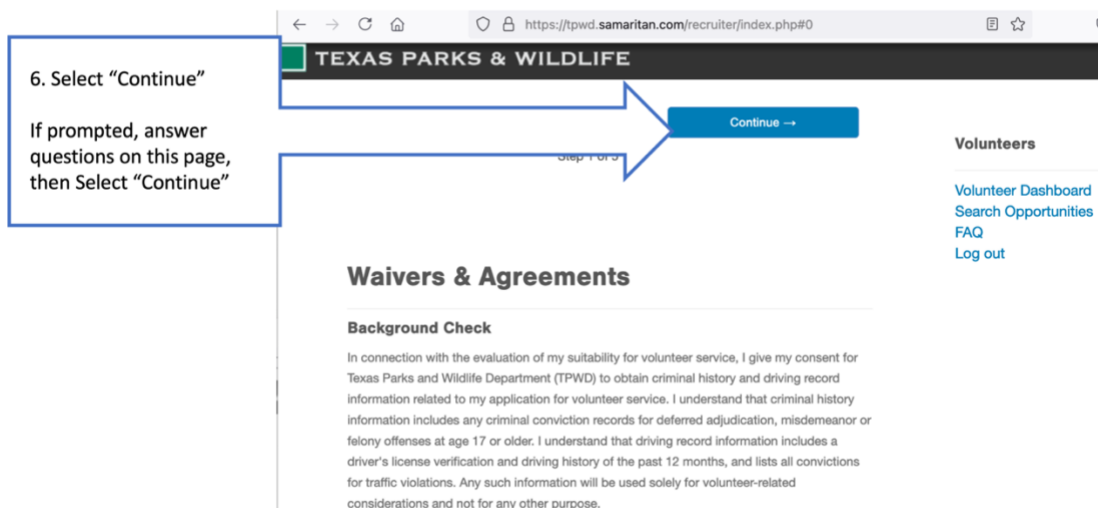 https://tpwd.samaritan.com/recruiter/index.php#0
TEXAS PARKS & WILDLIFE
6. Select “Continue”
If prompted, answer
questions on this page,
then Select “Continue”
Continue →
Step 1 of
Volunteers
Volunteer Dashboard
Search Opportunities
FAQ
Log out
Waivers & Agreements
Background Check
In connection with the evaluation of my suitability for volunteer service, I give my consent for
Texas Parks and Wildlife Department (TPWD) to obtain criminal history and driving record
information related to my application for volunteer service. I understand that criminal history
information includes any criminal conviction records for deferred adjudication, misdemeanor or
felony offenses at age 17 or older. I understand that driving record information includes a
driver's license verification and driving history of the past 12 months, and lists all convictions
for traffic violations. Any such information will be used solely for volunteer-related
considerations and not for any other purpose.